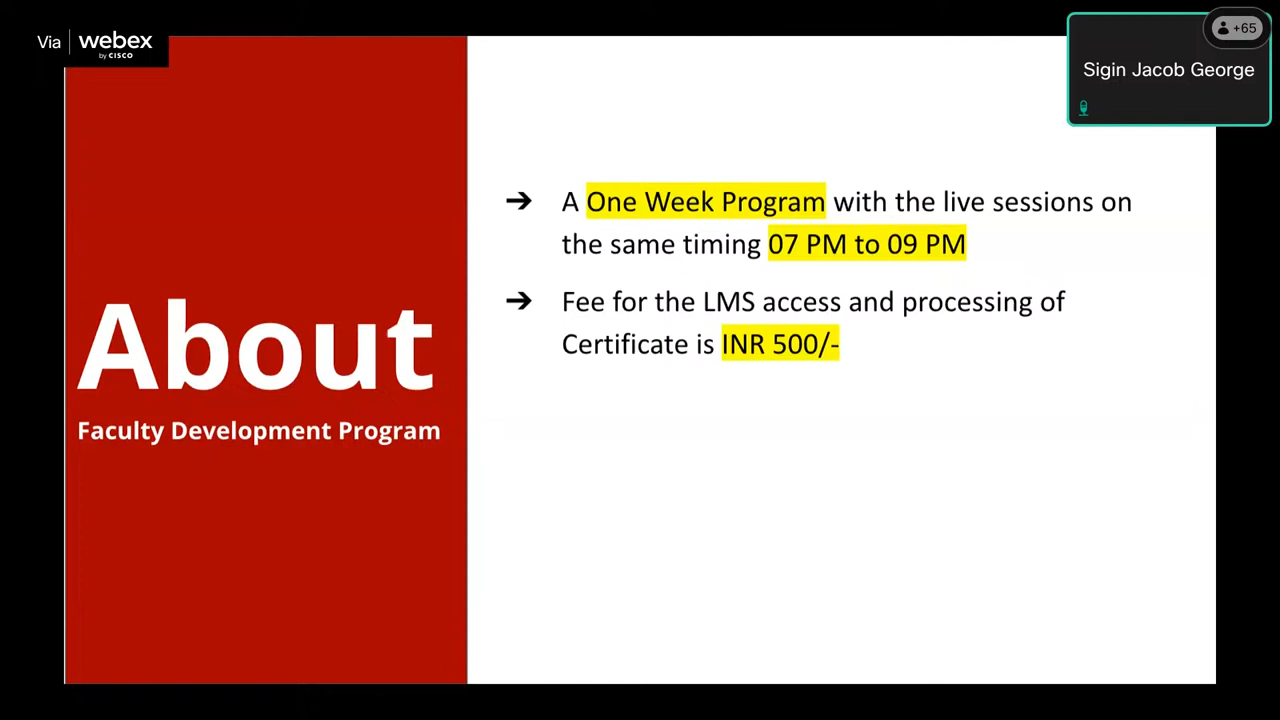 Via webex
by CISCO
+65
Sigin Jacob George
➔ A One Week Program with the live sessions on
the same timing 07 PM to 09 PM
➔ Fee for the LMS access and processing of
Certificate is INR 500/-
About
Faculty Development Program